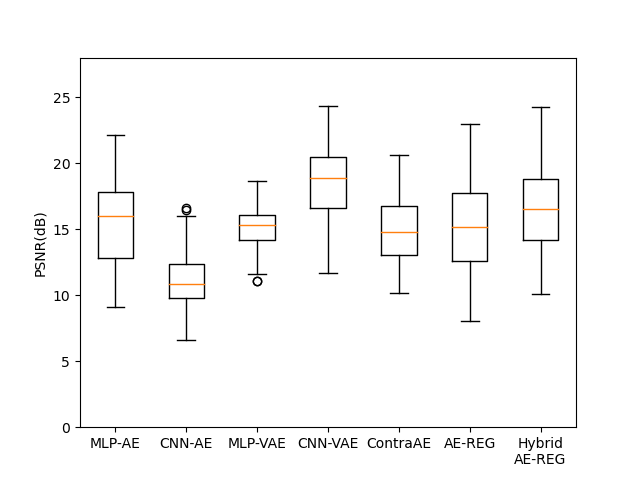 PSNR(dB)
25
20
15
10
5
0
MLP-AE
CNN-AE
MLP-VAE
CNN-VAE
ContraAE
AE-REG
Hybrid
AE-REG